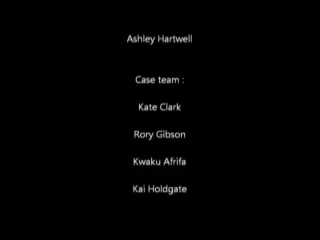 Ashley Hartwell
Case team :
Kate Clark
Rory Gibson
Kwaku Afrifa
Kai Holdgate